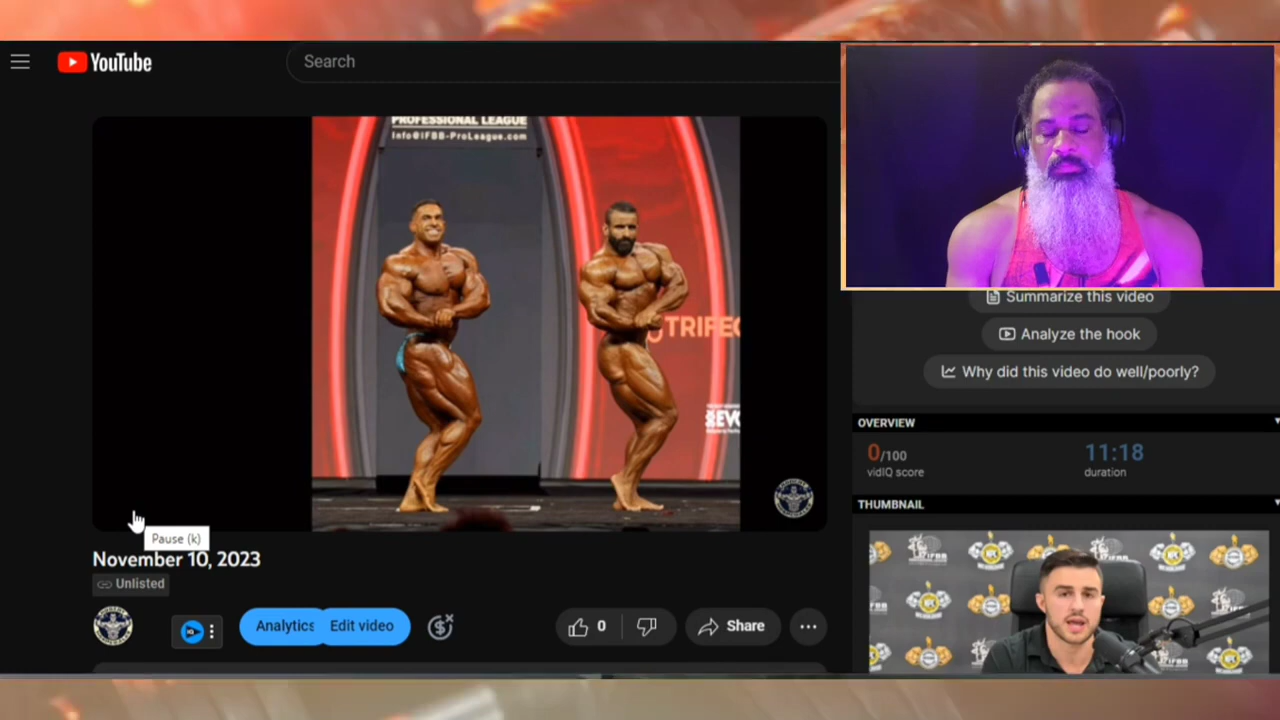 YouTube
Search
PROFESSIONAL LEAGUE
Info@IFBB-ProLeague.com
TRIFEC
EVO
Pause (k)
November 10, 2023
Unlisted
Analytics
Edit video
0
Share
Summarize this video
Analyze the hook
Why did this video do well/poorly?
OVERVIEW
0/100
vidIQ score
11:18
duration
THUMBNAIL